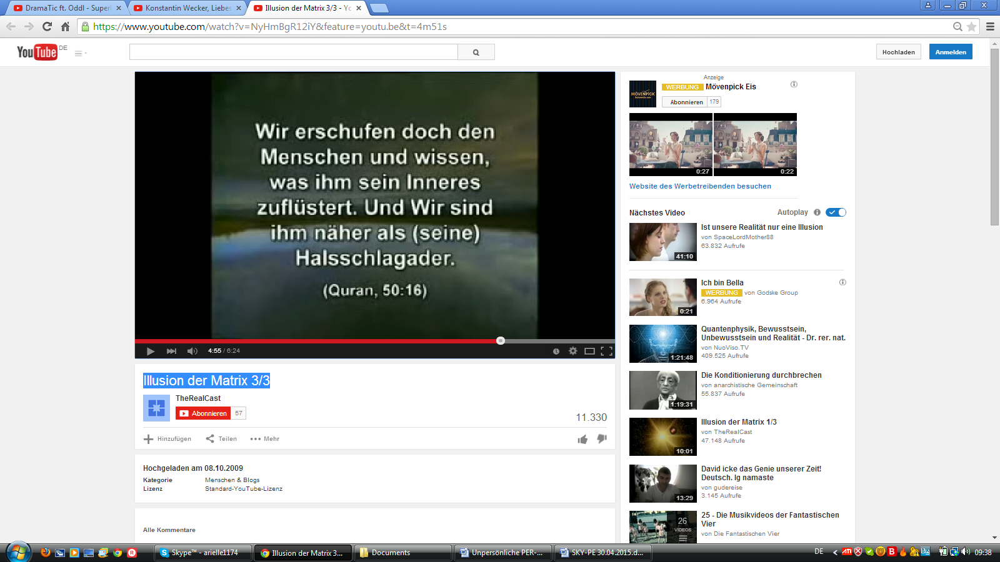 DramaTic ft. Oddl - Super
Konstantin Wecker, Liebes
Illusion der Matrix 3/3 - Yo
https://www.youtube.com/watch?v=NyHmBgR12iY&feature=youtu.be&t=4m51s
YouTube DE
Hochladen
Anmelden
Wir erschufen doch den
Menschen und wissen,
was ihm sein Inneres
zuflüstert. Und Wir sind
ihm näher als (seine)
Halsschlagader.
(Quran, 50:16)
4:55 / 6:24
Illusion der Matrix 3/3
TheRealCast
Abonnieren 57
11.330
Hinzufügen Teilen Mehr
Hochgeladen am 08.10.2009
Kategorie Menschen & Blogs
Lizenz Standard-YouTube-Lizenz
Alle Kommentare
Anzeige
MÖVENPICK
WERBUNG Mövenpick Eis
Abonnieren 179
0:27
0:22
Website des Werbetreibenden besuchen
Nächstes Video Autoplay
41:10
Ist unsere Realität nur eine Illusion
von SpaceLordMother88
63.832 Aufrufe
0:21
Ich bin Bella
WERBUNG von Godske Group
6.964 Aufrufe
1:21:48
Quantenphysik, Bewusstsein,
Unbewusstsein und Realität - Dr. rer. nat.
von NuoViso.TV
409.525 Aufrufe
1:19:31
Die Konditionierung durchbrechen
von anarchistische Gemeinschaft
55.837 Aufrufe
10:01
Illusion der Matrix 1/3
von TheRealCast
47.148 Aufrufe
13:29
David icke das Genie unserer Zeit!
Deutsch. lg namaste
von gudereise
3.145 Aufrufe
26
VIDEOS
25 - Die Musikvideos der Fantastischen
Vier
von Die Fantastischen Vier
Skype™ - arielle1174
Illusion der Matrix 3...
Documents
Unpersönliche PER-...
SKY-PE 30.04.2015.d...
DE
09:38